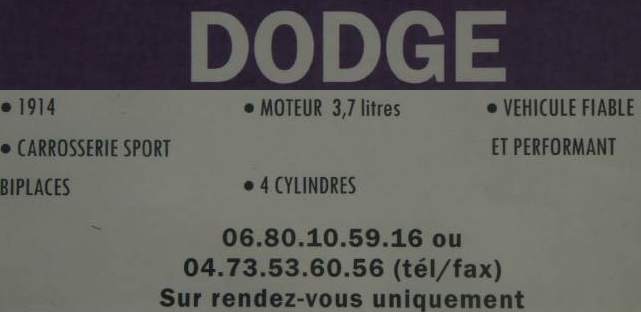 DODGE
• 1914
• CARROSSERIE SPORT
BIPLACES
• MOTEUR 3,7 litres
• 4 CYLINDRES
• VEHICULE FIABLE
ET PERFORMANT
06.80.10.59.16 ou
04.73.53.60.56 (tél/fax)
Sur rendez-vous uniquement